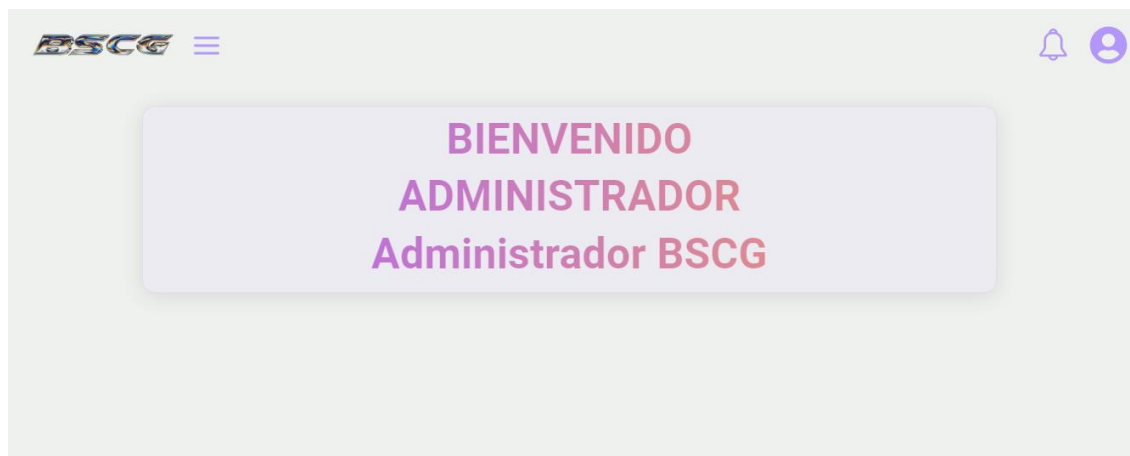 BSCG
BIENVENIDO
ADMINISTRADOR
Administrador BSCG